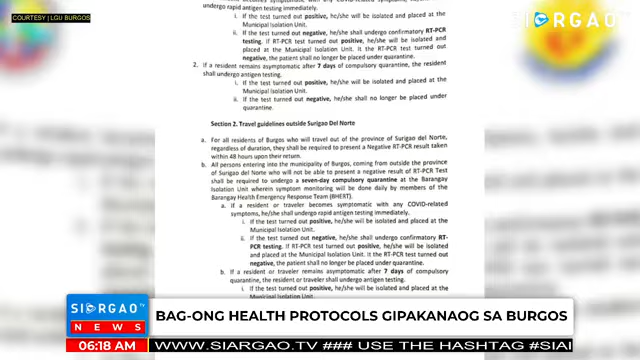 COURTESY | LGU BURGOS
SIARGAO TV
undergo rapid antigen testing immediately.
i. If the test turned out positive, he/she will be isolated and placed at the
Municipal Isolation Unit.
ii. If the test turned out negative, he/she shall undergo confirmatory RT-PCR
testing. If RT-PCR test turned out positive, he/she will be isolated and
placed at the Municipal Isolation Unit. It the RT-PCR test turned out
negative, the patient shall no longer be placed under quarantine.
2. If a resident remains asymptomatic after 7 days of compulsory quarantine, the resident
shall undergo antigen testing.
i. If the test turned out positive, he/she will be isolated and placed at the
Municipal Isolation Unit.
ii. If the test turned out negative, he/she shall no longer be placed under
quarantine.
Section 2. Travel guidelines outside Surigao Del Norte
a. For all residents of Burgos who will travel out of the province of Surigao del Norte,
regardless of duration, they shall be required to present a Negative RT-PCR result taken
within 48 hours upon their return.
b. All persons entering into the municipality of Burgos, coming from outside the province
of Surigao del Norte who will not be able to present a negative result of RT-PCR Test
shall be required to undergo a seven-day compulsory quarantine at the Barangay
Isolation Unit wherein symptom monitoring will be done daily by members of the
Barangay Health Emergency Response Team (BHERT).
a. If a resident or traveler becomes symptomatic with any COVID-related
symptoms, he/she shall undergo rapid antigen testing immediately.
i. If the test turned out positive, he/she will be isolated and placed at the
Municipal Isolation Unit.
ii. If the test turned out negative, he/she shall undergo confirmatory RT-
PCR testing. If RT-PCR test turned out positive, he/she will be isolated
and placed at the Municipal Isolation Unit. It the RT-PCR test turned out
negative, the patient shall no longer be placed under quarantine.
b. If a resident or traveler remains asymptomatic after 7 days of compulsory
quarantine, the resident or traveler shall undergo antigen testing.
i. If the test turned out positive, he/she will be isolated and placed at the
Municipal Isolation Unit.
SIARGAO TV
NEWS
BAG-ONG HEALTH PROTOCOLS GIPAKANAOG SA BURGOS
06:18 AM
WWW.SIARGAO.TV ### USE THE HASHTAG #SIAI